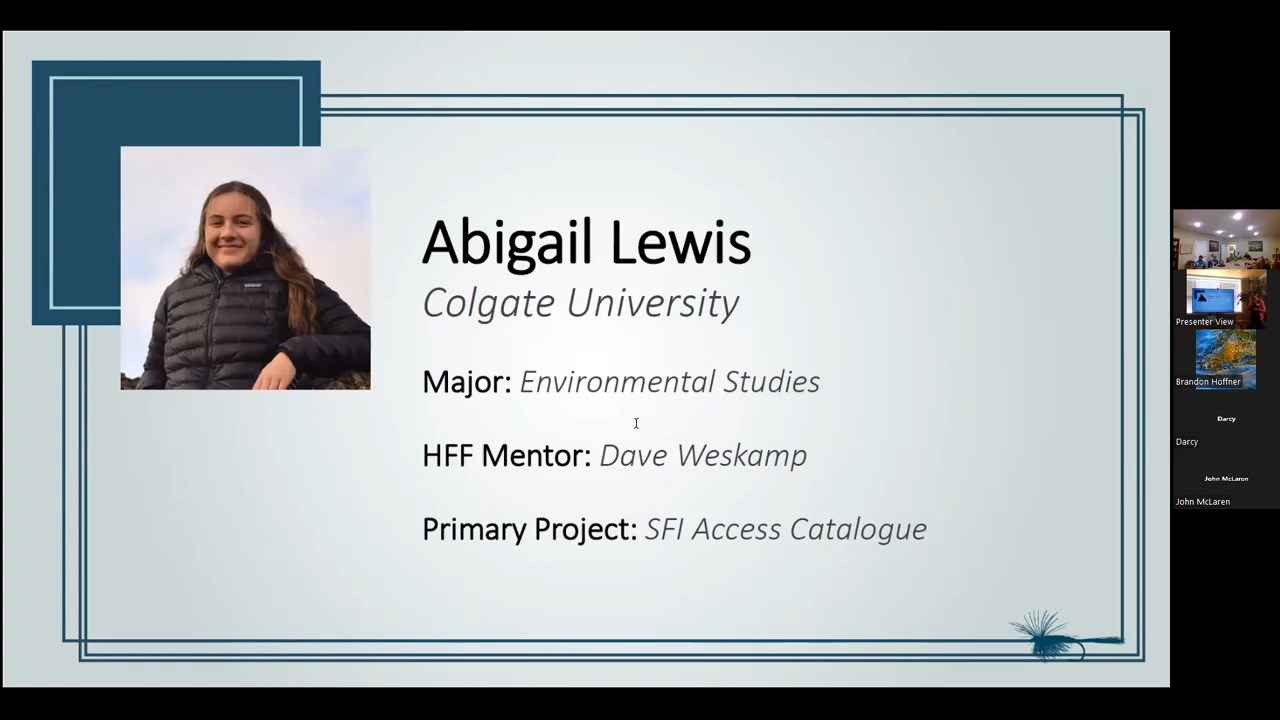 Abigail Lewis
Colgate University
Major: Environmental Studies
HFF Mentor: Dave Weskamp
Primary Project: SFI Access Catalogue
Presenter View
Brandon Hoffner
Darcy
Darcy
John McLaren
John McLaren